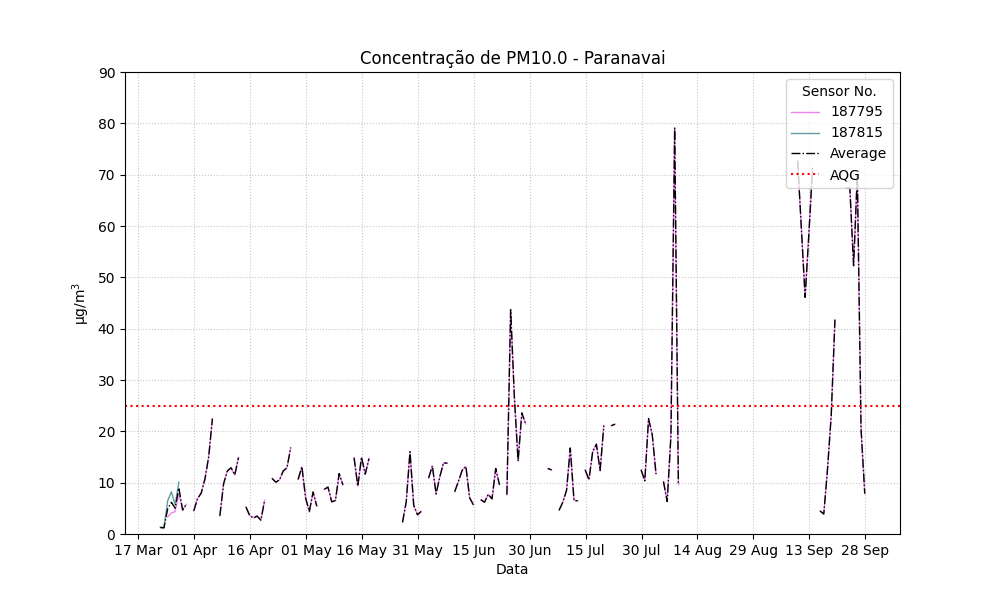 Concentração de PM10.0 - Paranavai
90
80
70
60
50
40
30
20
10
0
µg/m³
Sensor No.
187795
187815
Average
AQG
17 Mar 01 Apr 16 Apr 01 May 16 May 31 May 15 Jun 30 Jun 15 Jul 30 Jul 14 Aug 29 Aug 13 Sep 28 Sep
Data